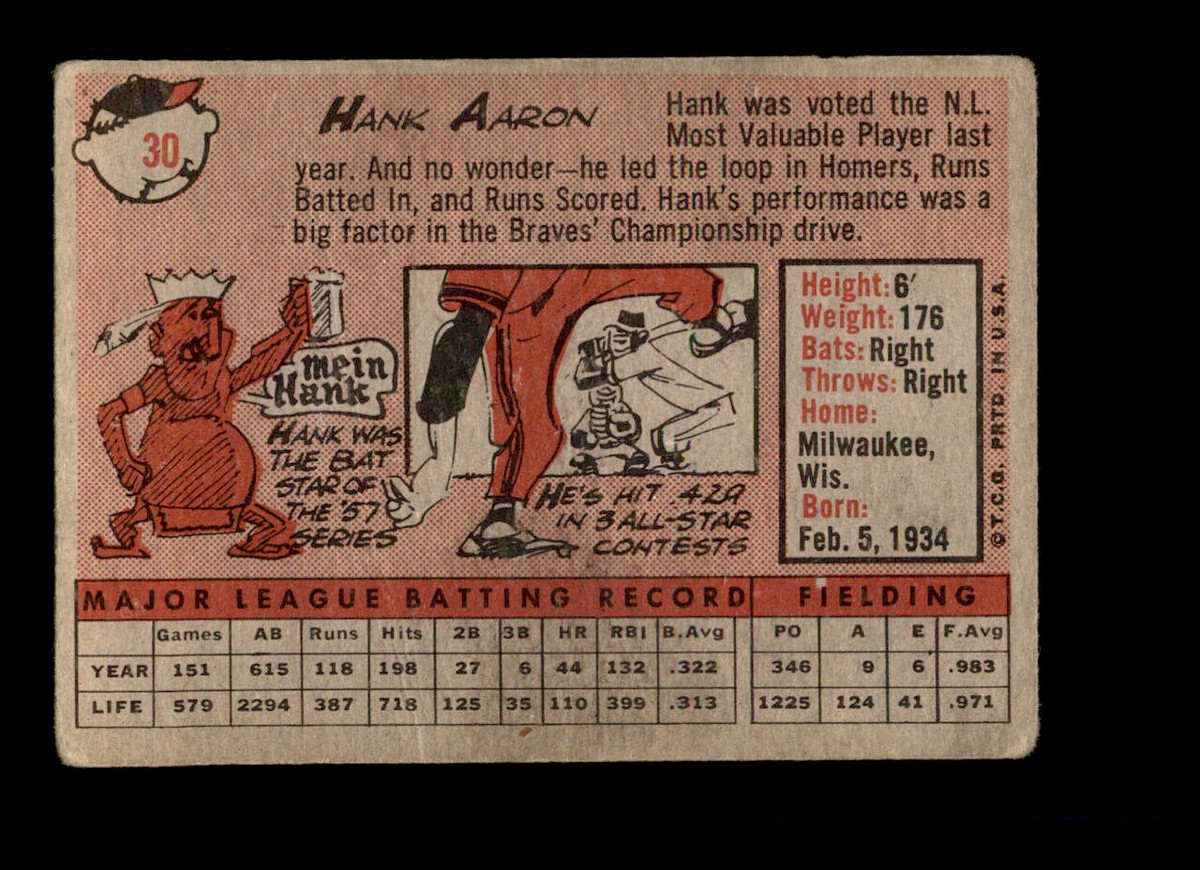 30
HANK AARON
Hank was voted the N.L.
Most Valuable Player last
year. And no wonder—he led the loop in Homers, Runs
Batted In, and Runs Scored. Hank's performance was a
big factor in the Braves' Championship drive.
mein
Hank
HANK WAS
THE BAT
STAR OF
THE '57
SERIES
HE'S HIT .429
IN 3 ALL-STAR
CONTESTS
Height: 6'
Weight: 176
Bats: Right
Throws: Right
Home:
Milwaukee,
Wis.
Born:
Feb. 5, 1934
© T.C.G. PRTD. IN U.S.A.
MAJOR LEAGUE BATTING RECORD FIELDING
Games AB Runs Hits 2B 3B HR RBI B.Avg PO A E F.Avg
YEAR 151 615 118 198 27 6 44 132 .322 346 9 6 .983
LIFE 579 2294 387 718 125 35 110 399 .313 1225 124 41 .971